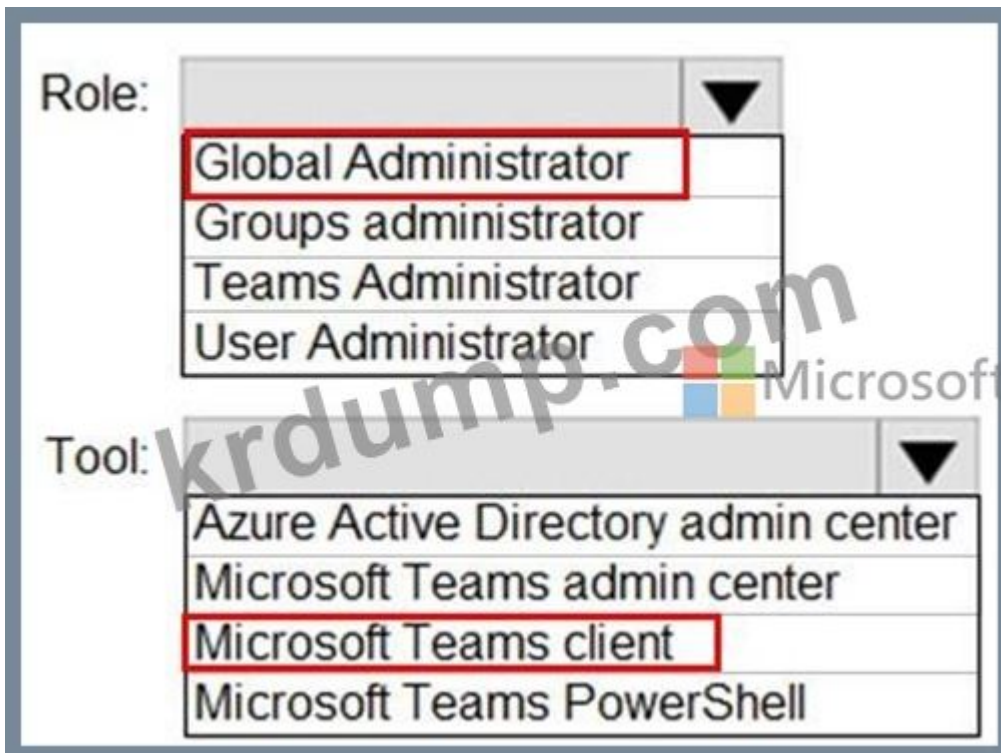 Role:
Global Administrator
Groups administrator
Teams Administrator
User Administrator
krdump.com
Microsoft
Tool:
Azure Active Directory admin center
Microsoft Teams admin center
Microsoft Teams client
Microsoft Teams PowerShell